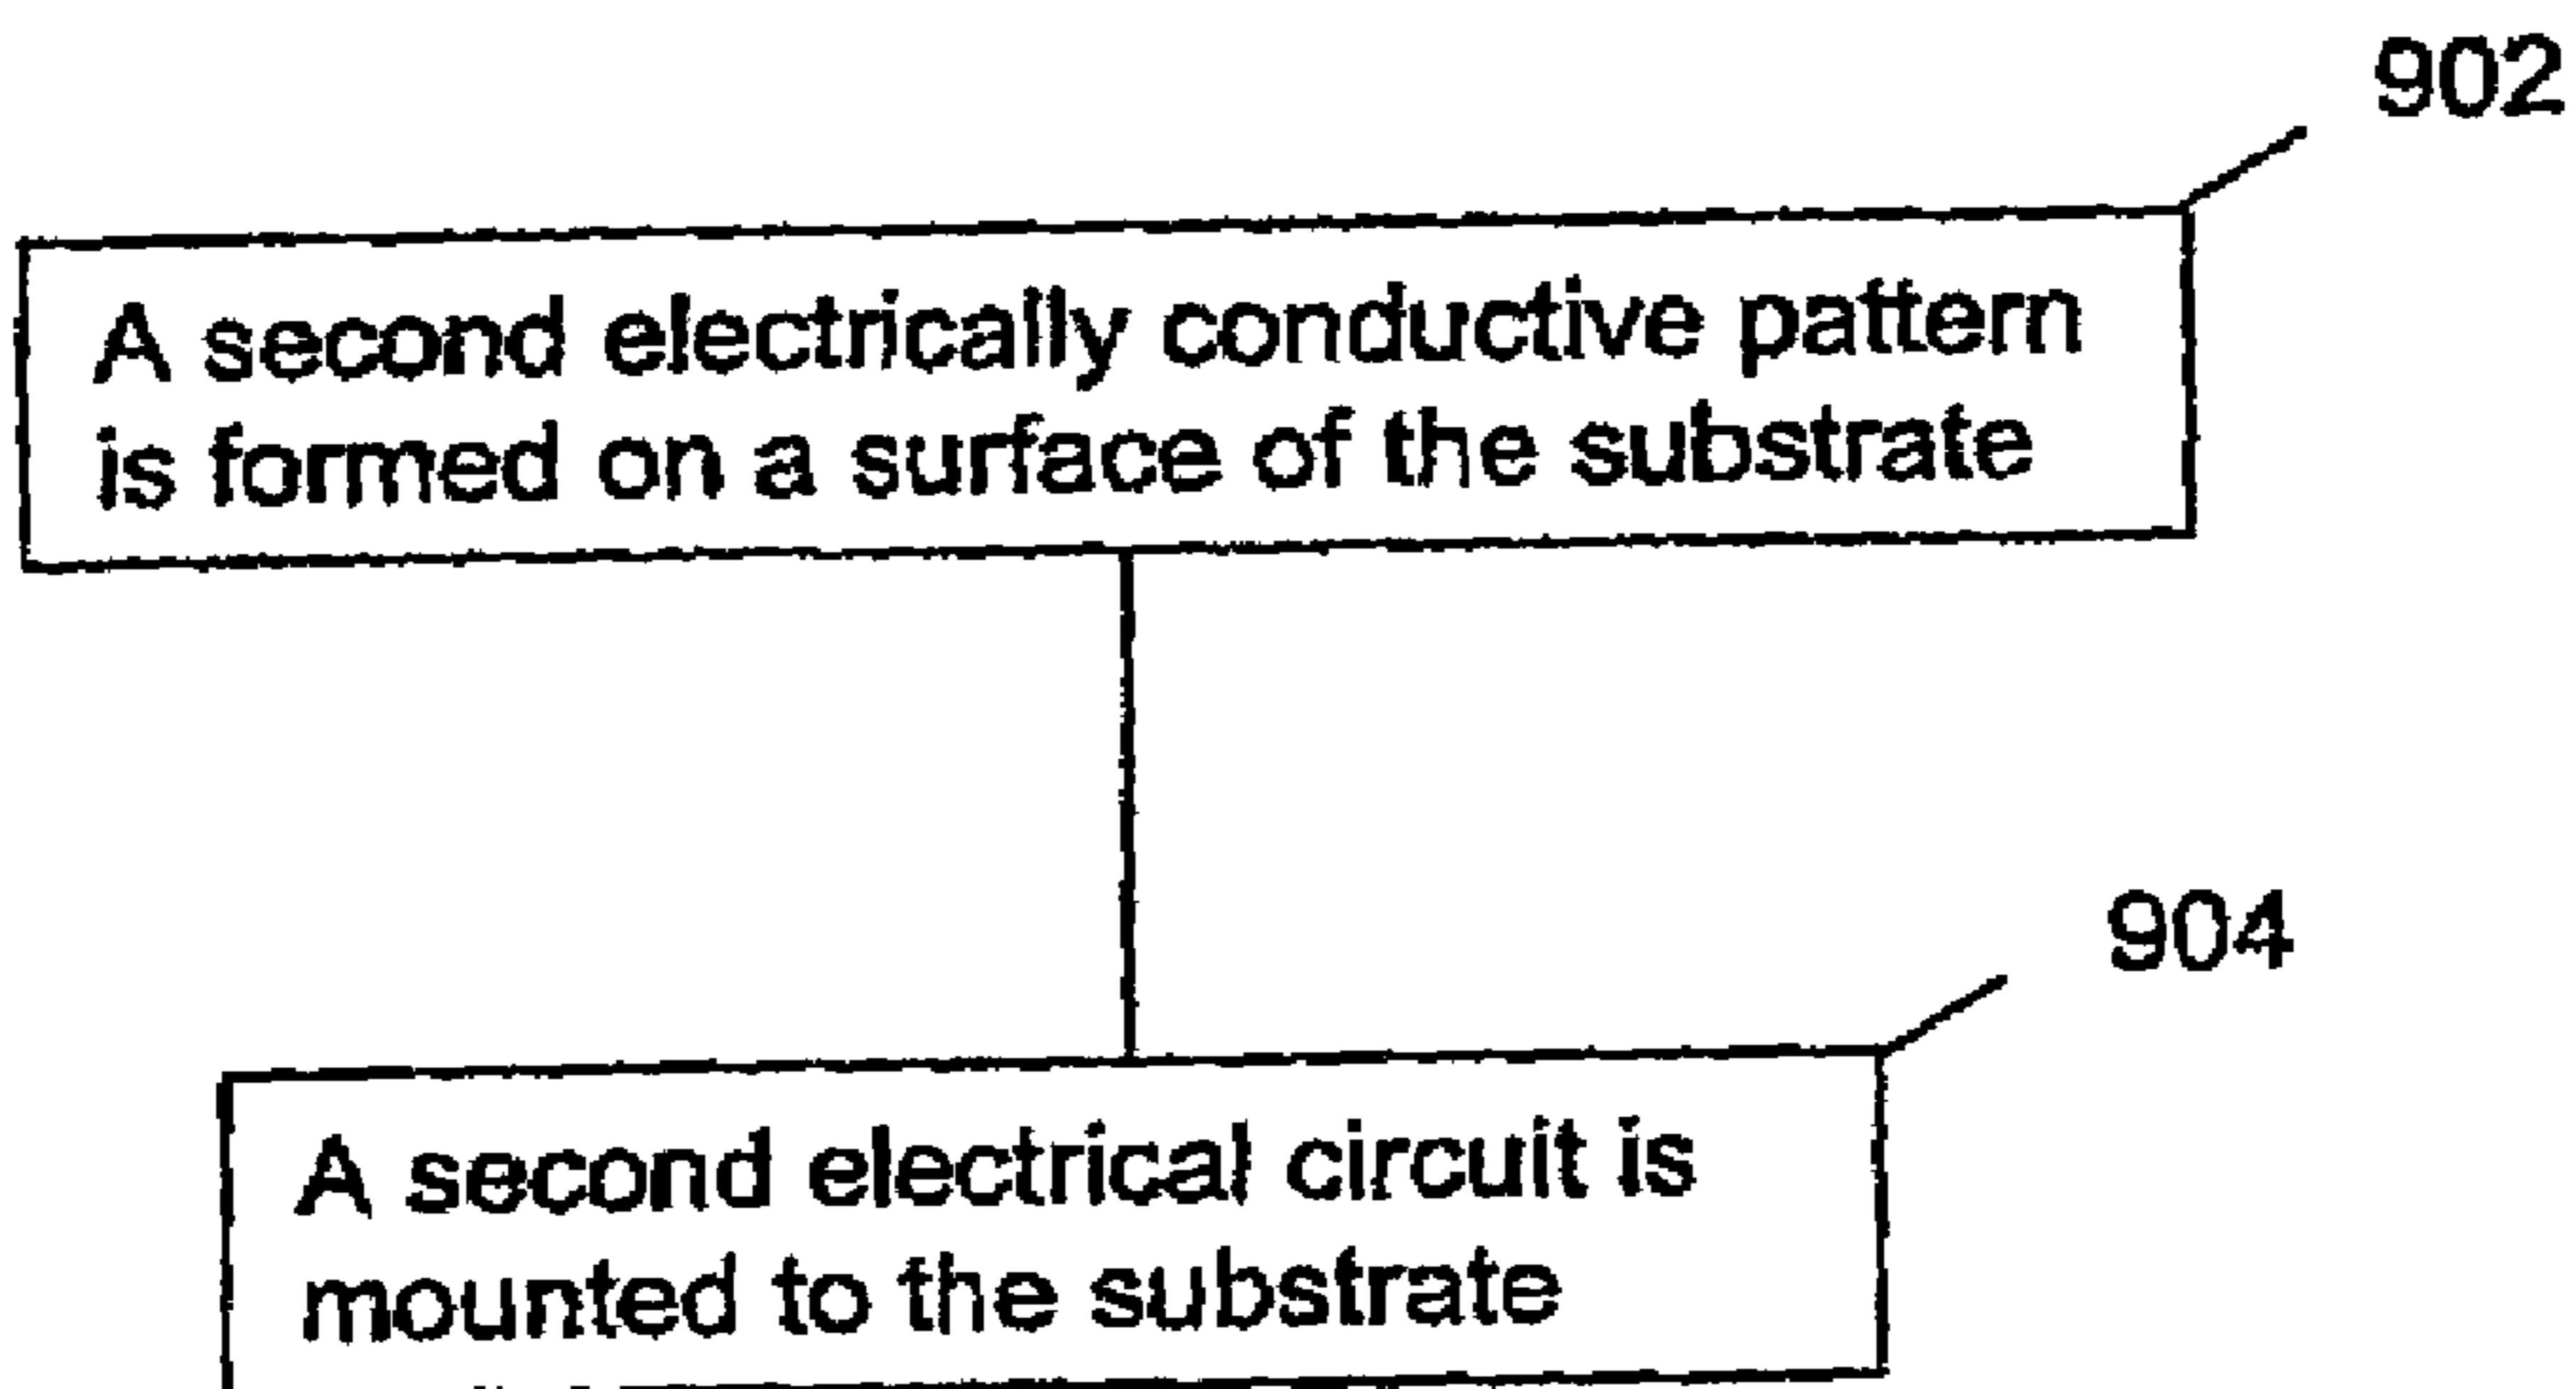 902
A second electrically conductive pattern
is formed on a surface of the substrate
904
A second electrical circuit is
mounted to the substrate